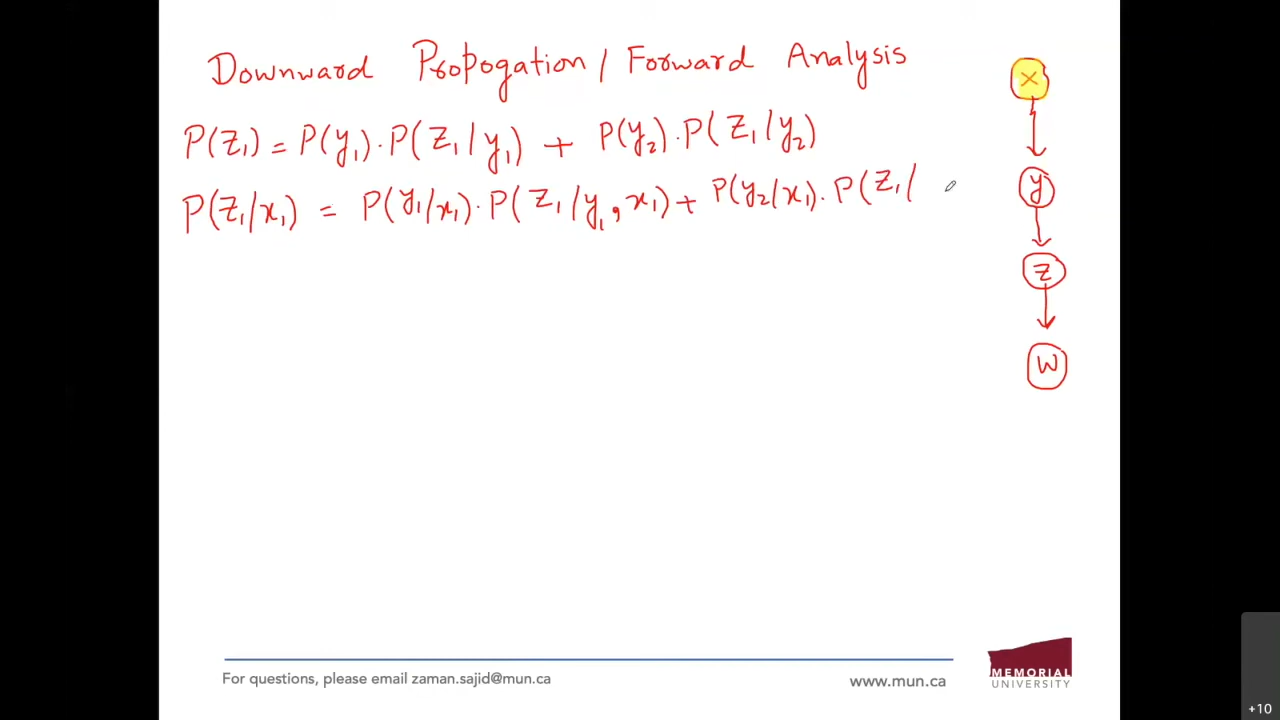 Downward Propogation / Forward Analysis
P(Z₁) = P(y₁) · P(Z₁/y₁) + P(y₂) · P(Z₁/y₂)
P(Z₁/x₁) = P(y₁/x₁) · P(Z₁/y₁, x₁) + P(y₂/x₁) · P(Z₁/
X
y
Z
W
For questions, please email zaman.sajid@mun.ca
www.mun.ca
MEMORIAL
UNIVERSITY
+10